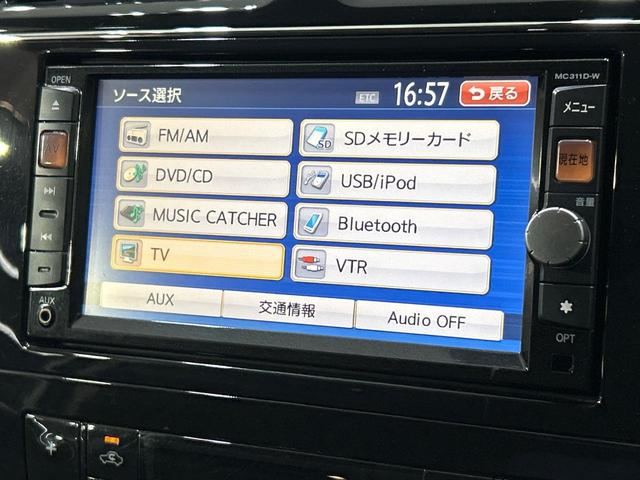 OPEN
MC311D-W
ソース選択
ETC
16:57
戻る
メニュー
FM/AM
SDメモリーカード
SD
DVD/CD
USB/iPod
現在地
MUSIC CATCHER
Bluetooth
音量
TV
VTR
AUX
交通情報
Audio OFF
AUX
OPT